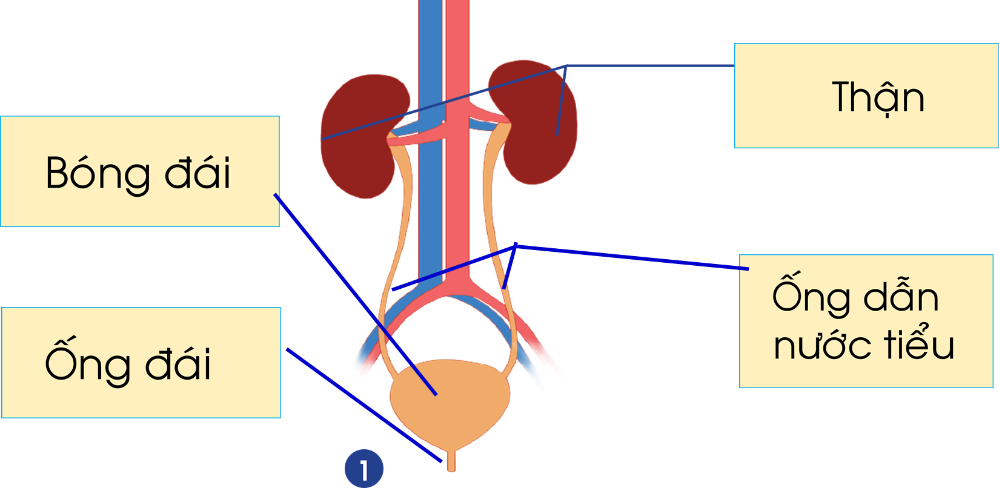 Thận
Bóng đái
Ống dẫn
nước tiểu
Ống đái
1